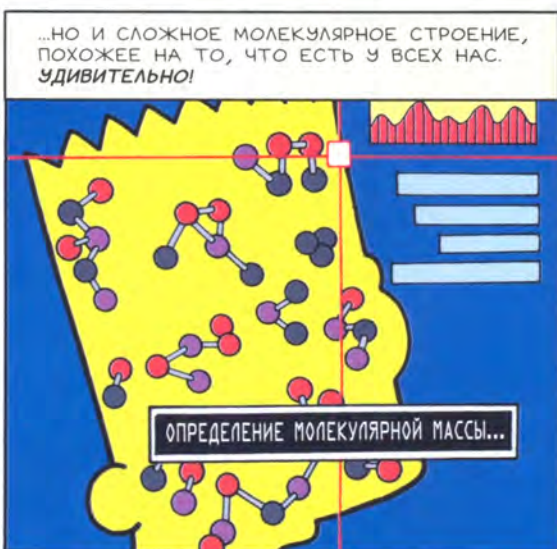 ...НО И СЛОЖНОЕ МОЛЕКУЛЯРНОЕ СТРОЕНИЕ,
ПОХОЖЕЕ НА ТО, ЧТО ЕСТЬ У ВСЕХ НАС.
УДИВИТЕЛЬНО!
ОПРЕДЕЛЕНИЕ МОЛЕКУЛЯРНОЙ МАССЫ...